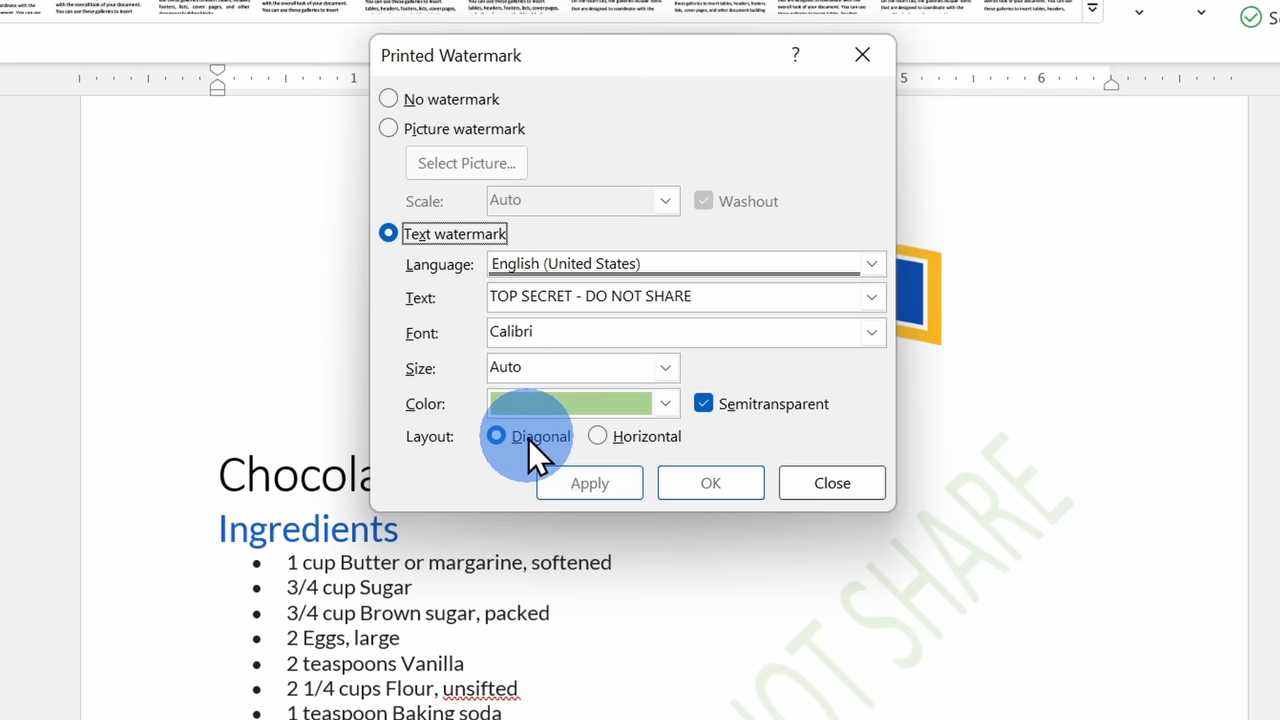 Printed Watermark ? 
1 5 6
No watermark
Picture watermark
Select Picture...
Scale: Auto Washout
Text watermark
Language: English (United States)
Text: TOP SECRET - DO NOT SHARE
Font: Calibri
Size: Auto
Color: Semitransparent
Layout: Diagonal Horizontal
Apply OK Close
Chocola
Ingredients
• 1 cup Butter or margarine, softened
• 3/4 cup Sugar
• 3/4 cup Brown sugar, packed
• 2 Eggs, large
• 2 teaspoons Vanilla
• 2 1/4 cups Flour, unsifted
• 1 teaspoon Baking soda
NOT SHARE